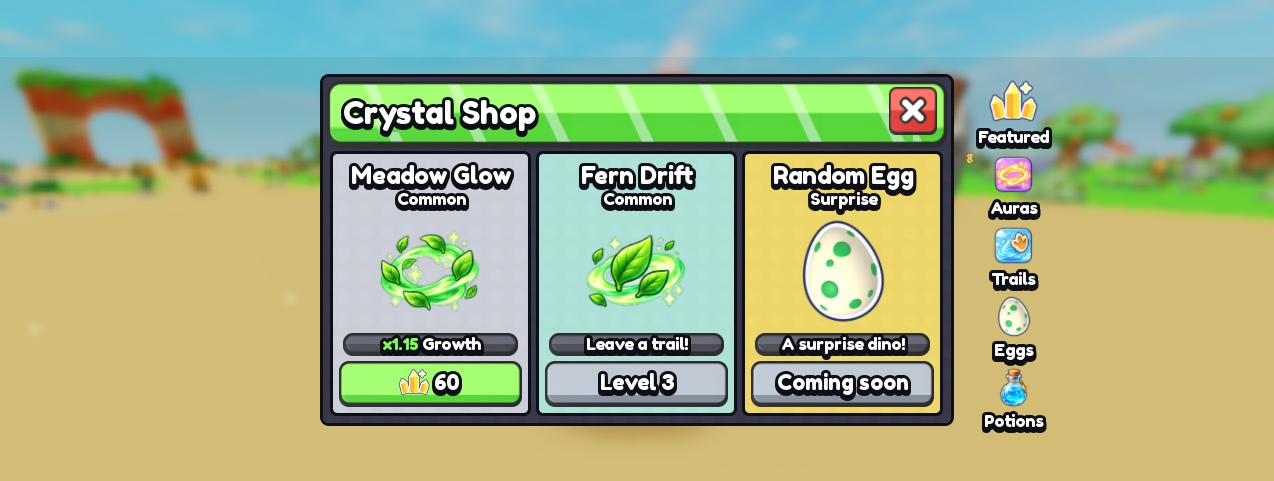 Crystal Shop
Meadow Glow
Common
x1.15 Growth
60
Fern Drift
Common
Leave a trail!
Level 3
Random Egg
Surprise
A surprise dino!
Coming soon
Featured
8
Auras
Trails
Eggs
Potions